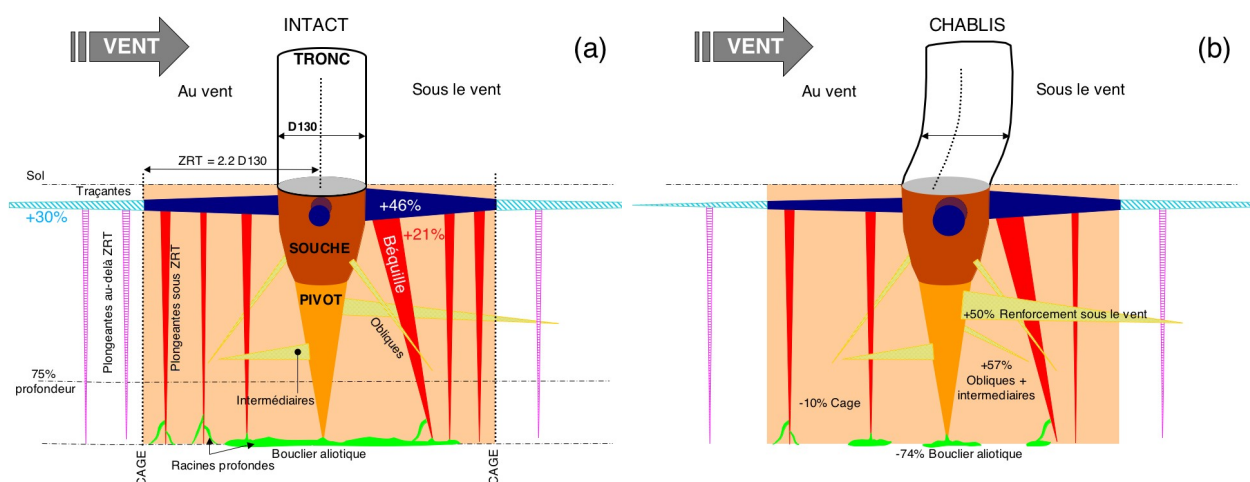 INTACT
VENT
(a)
TRONC
Au vent
Sous le vent
D130
ZRT = 2.2 D130
Sol
Traçantes
+30%
+46%
+21%
SOUCHE
Béquille
Plongeantes au-delà ZRT
Plongeantes sous ZRT
PIVOT
Obliques
75%
profondeur
Intermédiaires
Bouclier aliotique
Racines profondes
CAGE
CAGE
CHABLIS
VENT
(b)
Au vent
Sous le vent
+50% Renforcement sous le vent
+57%
Obliques +
intermediaires
-10% Cage
-74% Bouclier aliotique